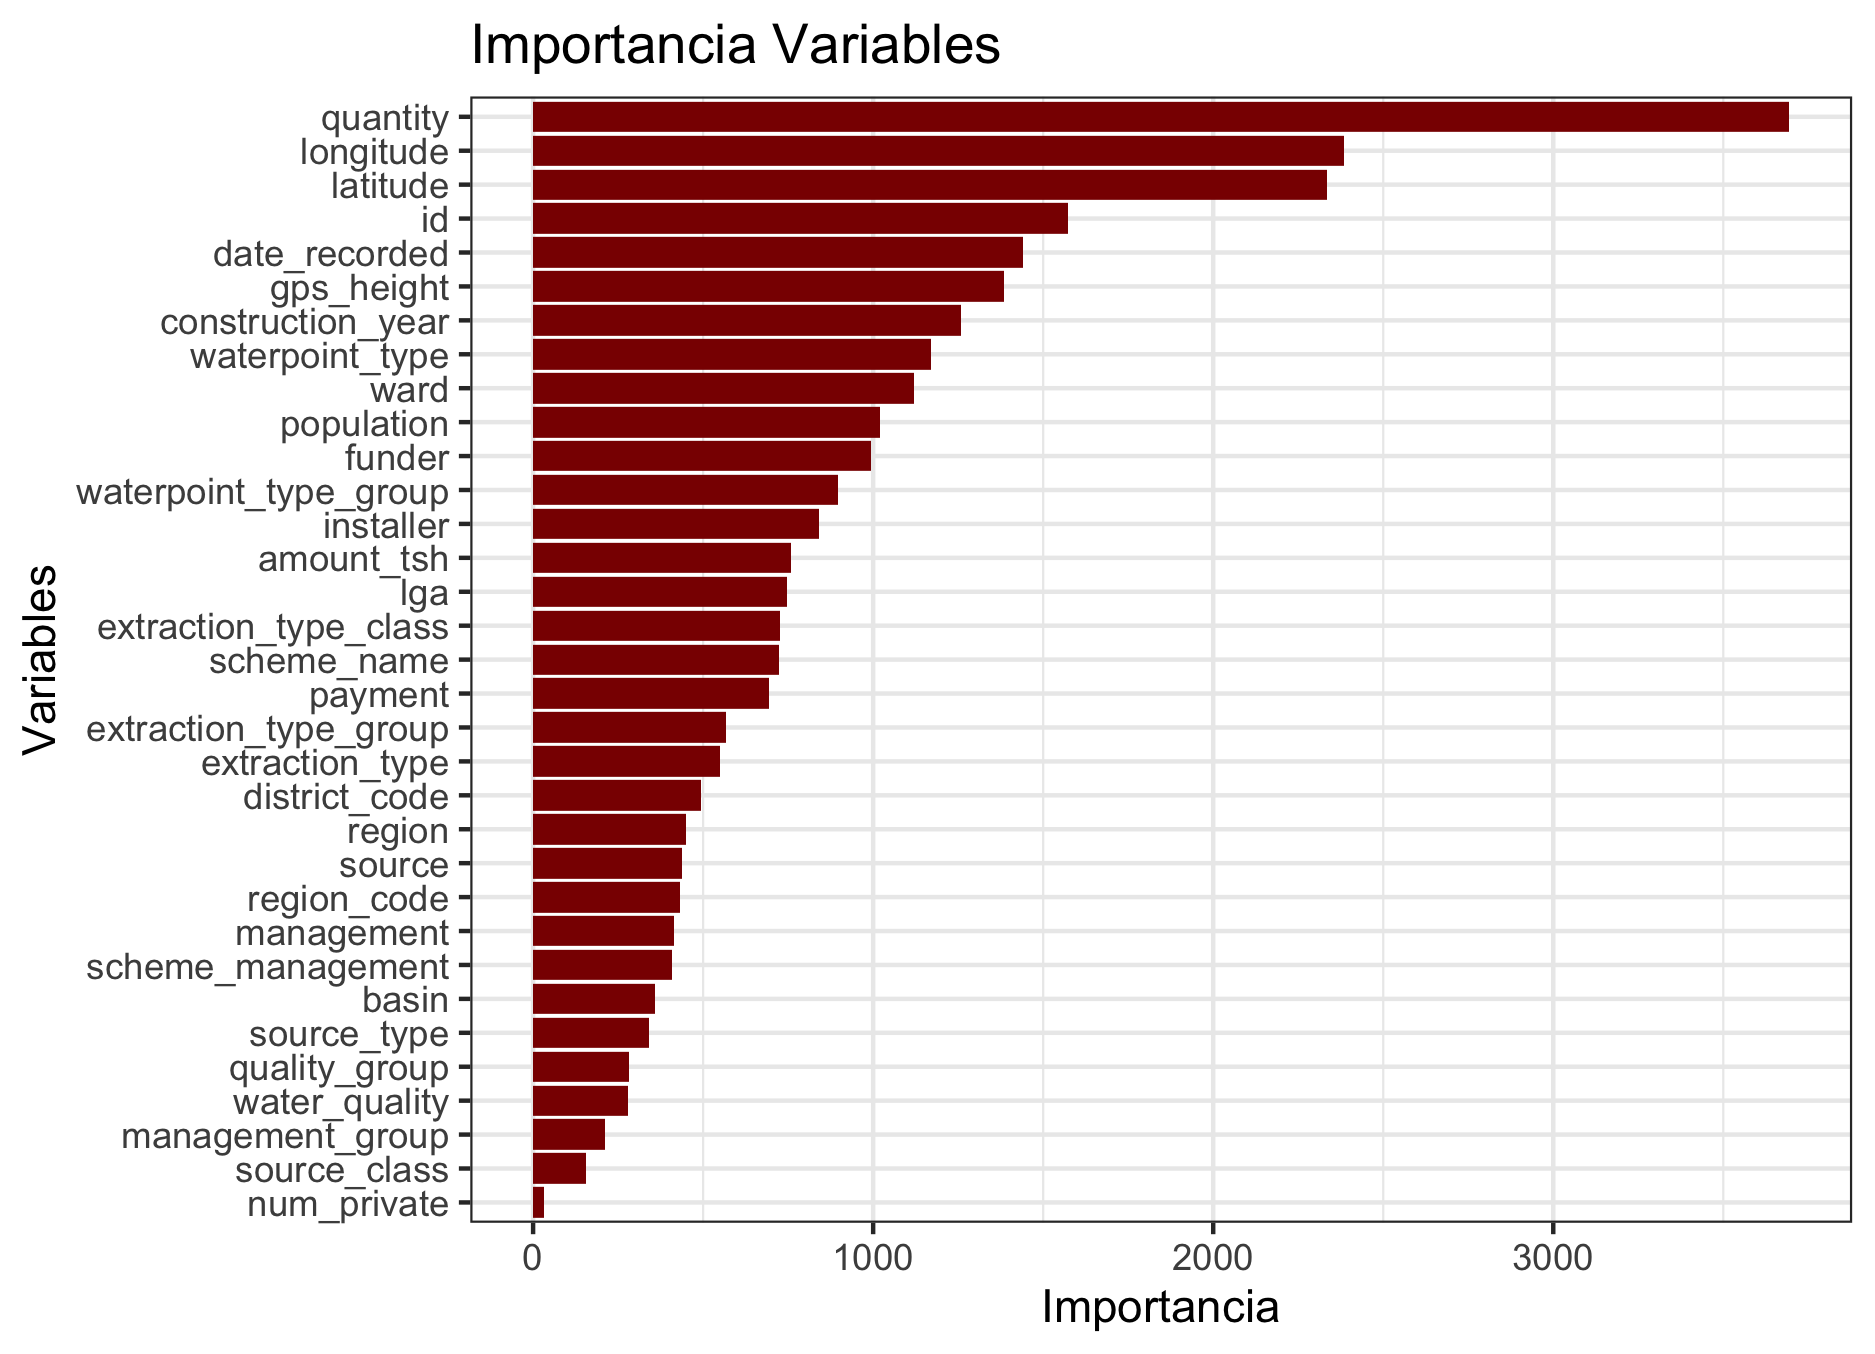 Importancia Variables
quantity
longitude
latitude
id
date_recorded
gps_height
construction_year
waterpoint_type
ward
population
funder
waterpoint_type_group
installer
amount_tsh
lga
extraction_type_class
scheme_name
payment
extraction_type_group
extraction_type
district_code
region
source
region_code
management
scheme_management
basin
source_type
quality_group
water_quality
management_group
source_class
num_private
Variables
0 1000 2000 3000
Importancia